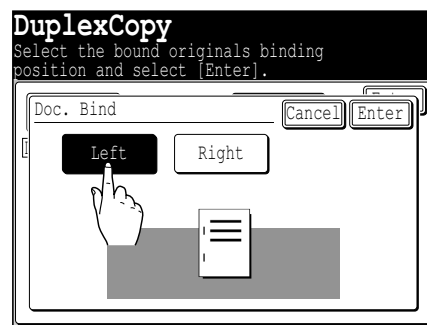 DuplexCopy
Select the bound originals binding
position and select [Enter].
Doc. Bind
Cancel
Enter
Left
Right